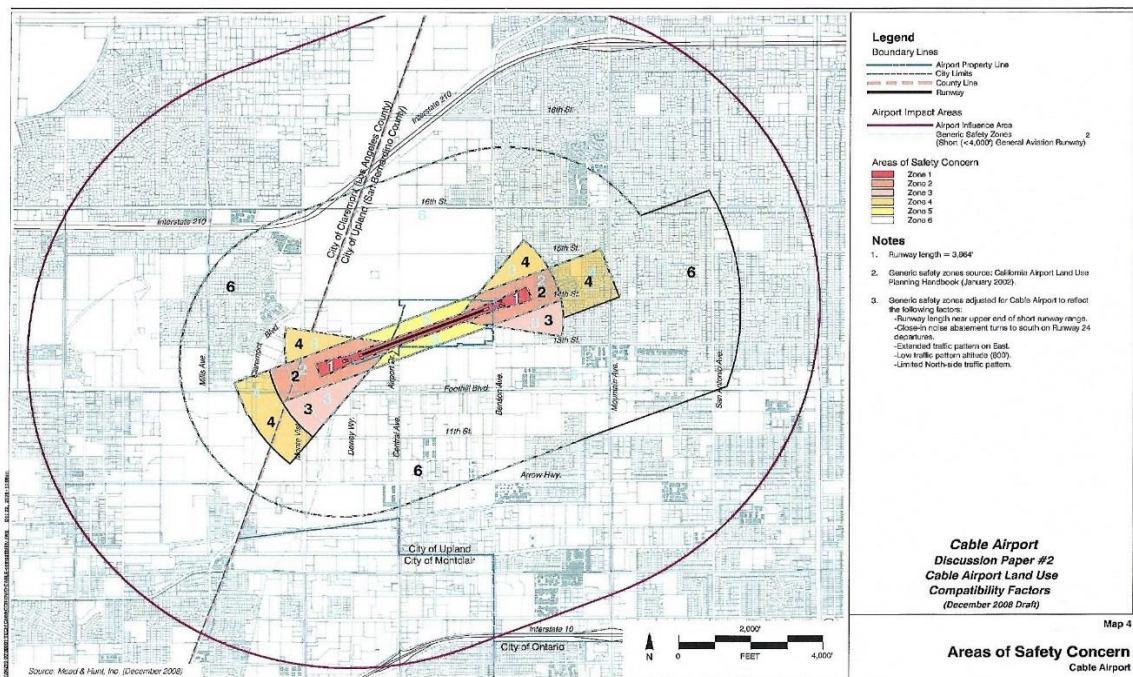 Legend
Boundary Lines
Airport Property Line
City Limits
County Line
Runway
Airport Impact Areas
Airport Influence Area
Generic Safety Zones 2
(Short (<4,000') General Aviation Runway)
Areas of Safety Concern
Zone 1
Zone 2
Zone 3
Zone 4
Zone 5
Zone 6
Notes
1. Runway length = 3,864'
2. Generic safety zones source: California Airport Land Use
Planning Handbook (January 2002).
3. Generic safety zones adjusted for Cable Airport to reflect
the following factors:
-Runway length near upper end of short runway range.
-Close-in noise abatement turns to south on Runway 24
departures.
-Extended traffic pattern on East.
-Low traffic pattern altitude (800').
-Limited North-side traffic pattern.
Cable Airport
Discussion Paper #2
Cable Airport Land Use
Compatibility Factors
(December 2008 Draft)
Map 4
Areas of Safety Concern
Cable Airport
City of Claremont (Los Angeles County)
City of Upland (San Bernardino County)
Interstate 210
Interstate 210
18th St.
16th St.
6
15th St.
13th St.
6
6
4
4
2
1
3
4
2
1
3
4
Mills Ave.
Claremont Blvd.
Monte Vista
Dewey Wy.
Airport Dr.
Central Ave.
Benson Ave.
Mountain Ave.
San Antonio Ave.
Foothill Blvd.
11th St.
6
Arrow Hwy.
City of Upland
City of Montclair
Interstate 10
City of Ontario
N
2,000'
0 FEET 4,000'
Source: Mead & Hunt, Inc. (December 2008)